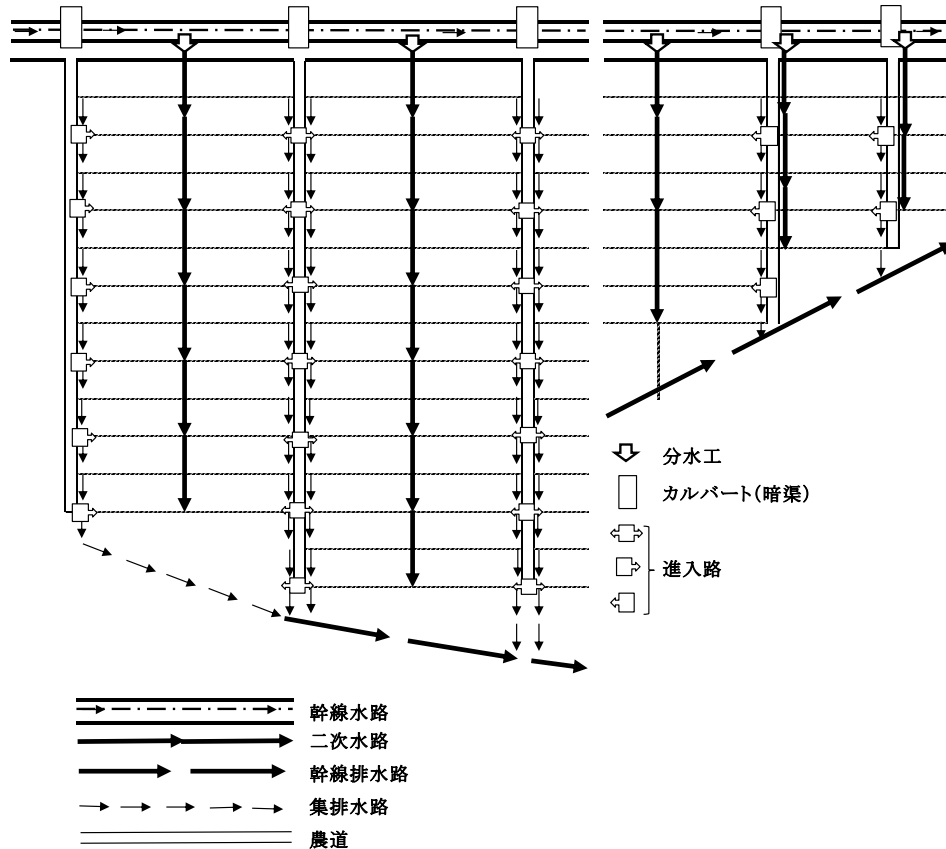 分水工
カルバート(暗渠)
進入路
幹線水路
二次水路
幹線排水路
集排水路
農道